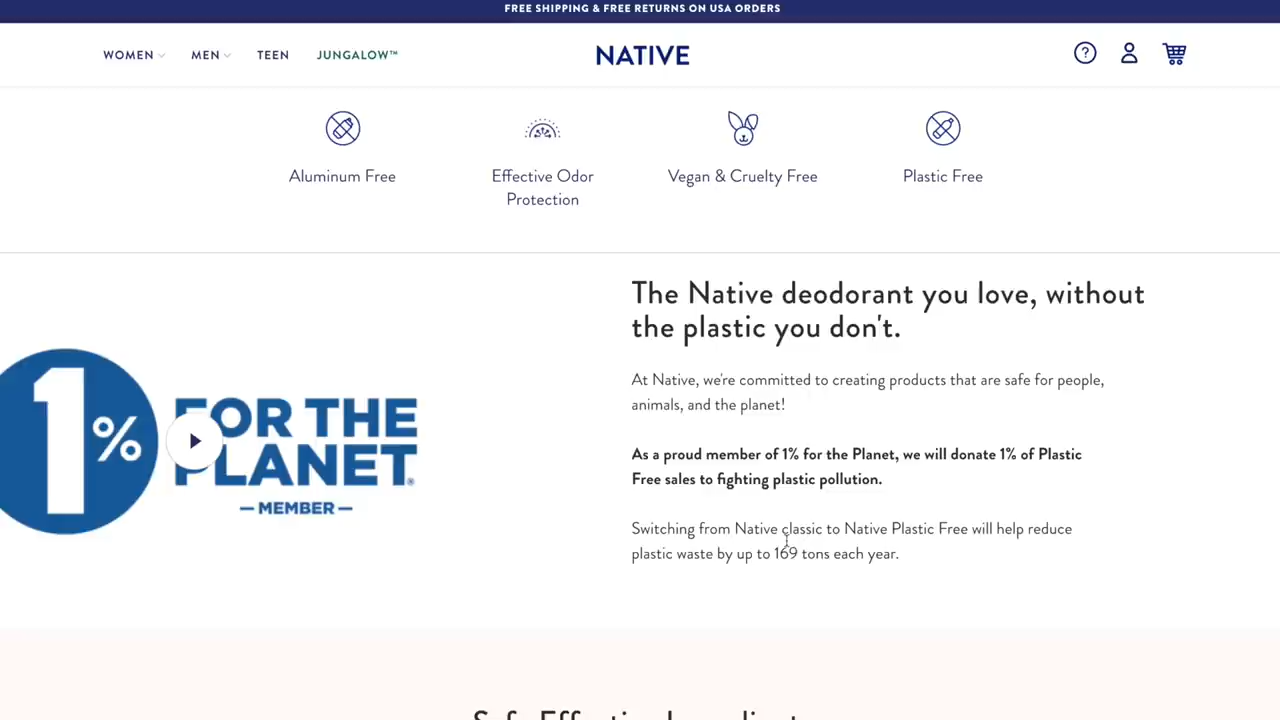 FREE SHIPPING & FREE RETURNS ON USA ORDERS
WOMEN MEN TEEN JUNGALOW™ NATIVE
Aluminum Free
Effective Odor
Protection
Vegan & Cruelty Free
Plastic Free
The Native deodorant you love, without
the plastic you don't.
At Native, we're committed to creating products that are safe for people,
animals, and the planet!
As a proud member of 1% for the Planet, we will donate 1% of Plastic
Free sales to fighting plastic pollution.
Switching from Native classic to Native Plastic Free will help reduce
plastic waste by up to 169 tons each year.
1%
FOR THE
PLANET®
MEMBER